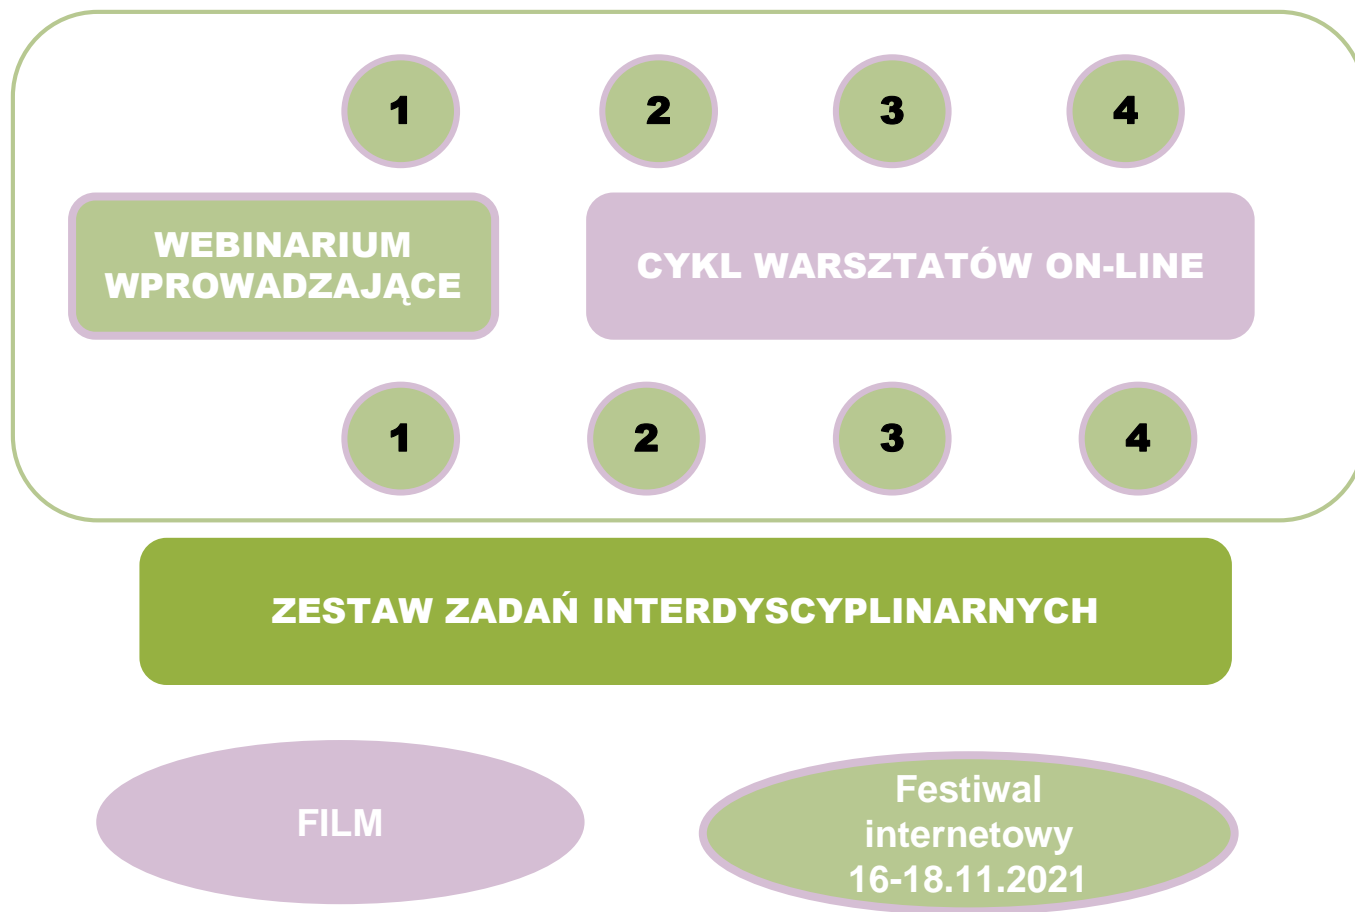 1 2 3 4
WEBINARIUM
WPROWADZAJĄCE
CYKL WARSZTATÓW ON-LINE
1 2 3 4
ZESTAW ZADAŃ INTERDYSCYPLINARNYCH
FILM
Festiwal
internetowy
16-18.11.2021